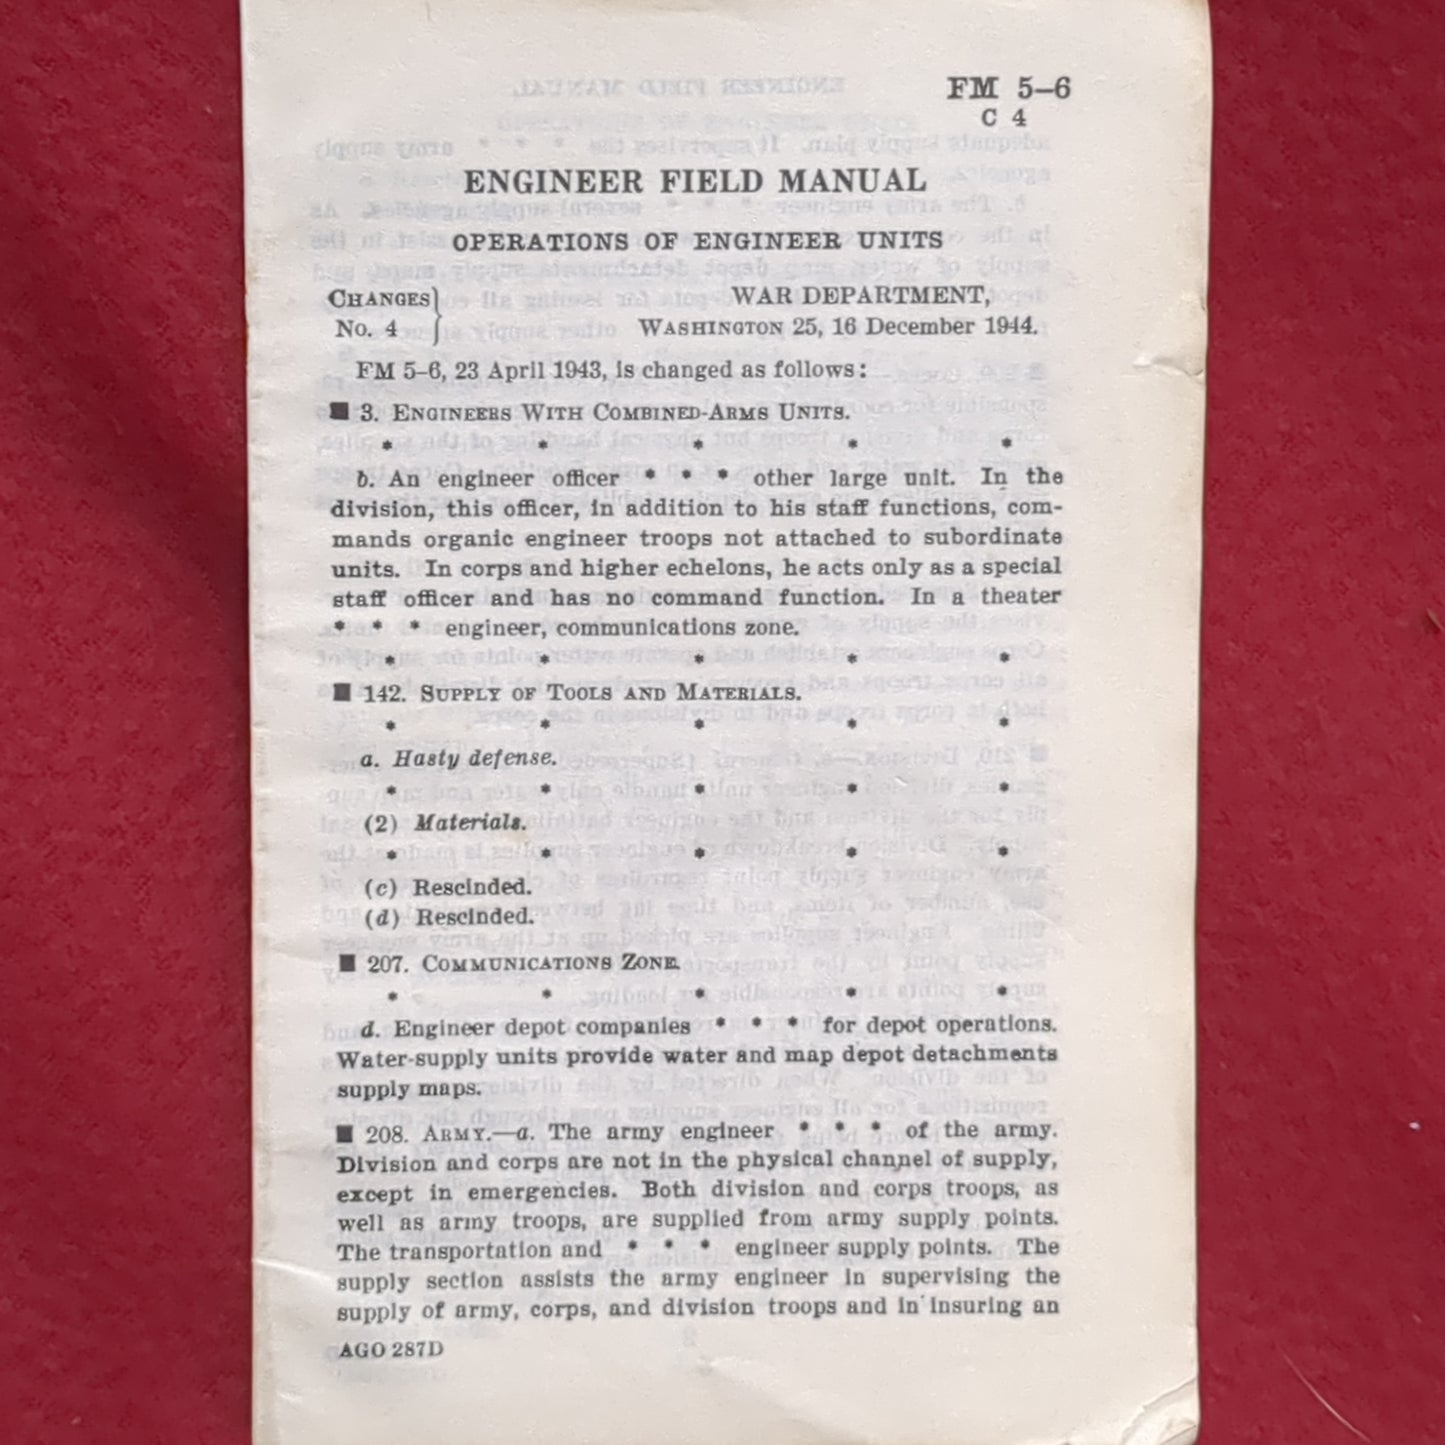 FM 5–6
C 4
ENGINEER FIELD MANUAL
OPERATIONS OF ENGINEER UNITS
CHANGES
No. 4
WAR DEPARTMENT,
WASHINGTON 25, 16 December 1944.
FM 5–6, 23 April 1943, is changed as follows:
■ 3. ENGINEERS WITH COMBINED-ARMS UNITS.
* * * * *
b. An engineer officer * * * other large unit. In the
division, this officer, in addition to his staff functions, com-
mands organic engineer troops not attached to subordinate
units. In corps and higher echelons, he acts only as a special
staff officer and has no command function. In a theater
* * * engineer, communications zone.
* * * * *
■ 142. SUPPLY OF TOOLS AND MATERIALS.
* * * * *
a. Hasty defense.
* * * * *
(2) Materials.
* * * * *
(c) Rescinded.
(d) Rescinded.
■ 207. COMMUNICATIONS ZONE.
* * * * *
d. Engineer depot companies * * * for depot operations.
Water-supply units provide water and map depot detachments
supply maps.
■ 208. ARMY.—a. The army engineer * * * of the army.
Division and corps are not in the physical channel of supply,
except in emergencies. Both division and corps troops, as
well as army troops, are supplied from army supply points.
The transportation and * * * engineer supply points. The
supply section assists the army engineer in supervising the
supply of army, corps, and division troops and in insuring an
AGO 287D